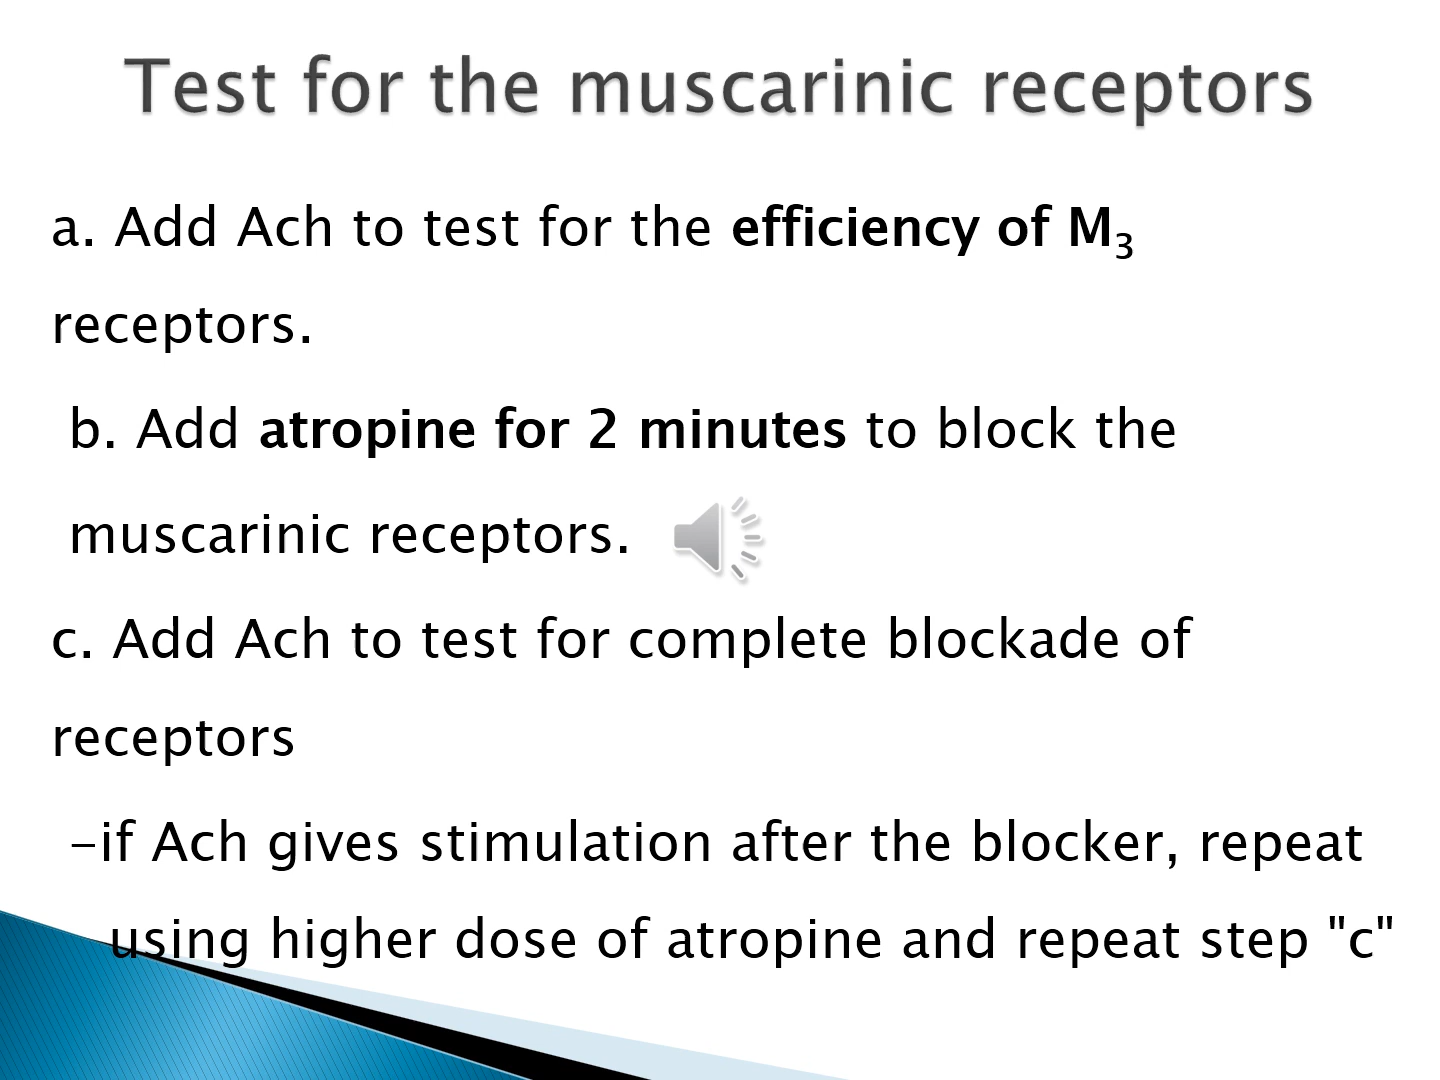 Test for the muscarinic receptors
a. Add Ach to test for the efficiency of M₃
receptors.
b. Add atropine for 2 minutes to block the
muscarinic receptors.
c. Add Ach to test for complete blockade of
receptors
-if Ach gives stimulation after the blocker, repeat
using higher dose of atropine and repeat step "c"